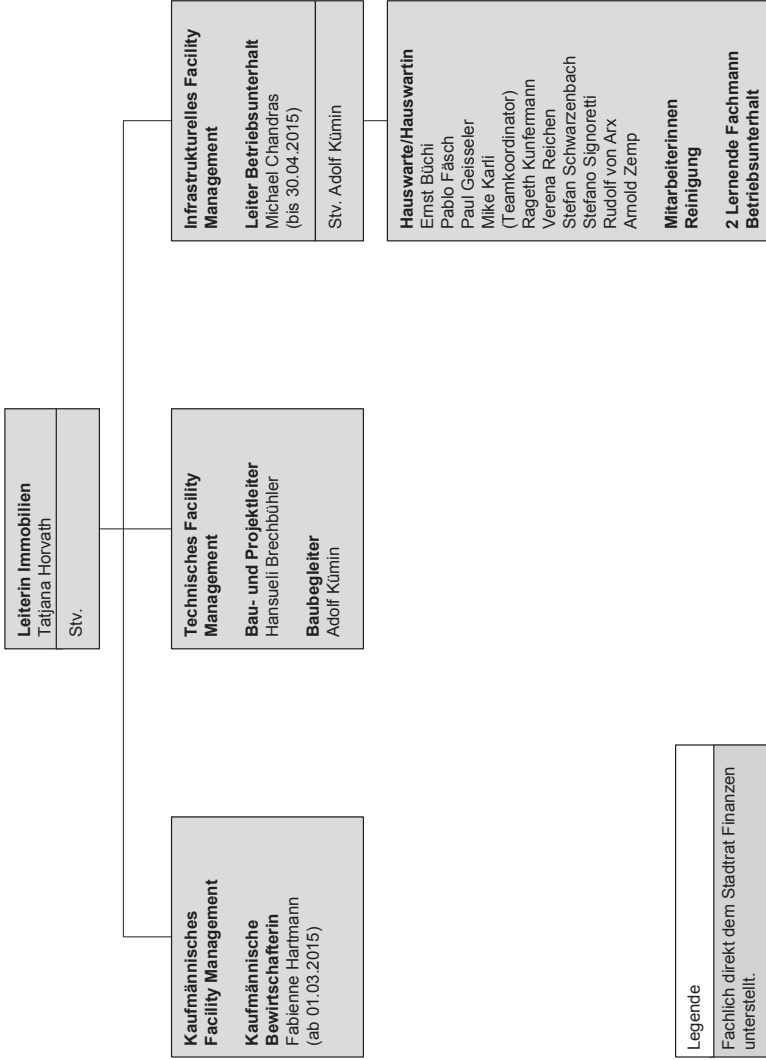 Leiterin Immobilien
Tatjana Horvath
Stv.
Kaufmännisches
Facility Management
Kaufmännische
Bewirtschafterin
Fabienne Hartmann
(ab 01.03.2015)
Technisches Facility
Management
Bau- und Projektleiter
Hansueli Brechbühler
Baubegleiter
Adolf Kümin
Infrastrukturelles Facility
Management
Leiter Betriebsunterhalt
Michael Chandras
(bis 30.04.2015)
Stv. Adolf Kümin
Hauswarte/Hauswartin
Ernst Büchi
Pablo Fäsch
Paul Geisseler
Mike Karli
(Teamkoordinator)
Rageth Kunfermann
Verena Reichen
Stefan Schwarzenbach
Stefano Signoretti
Rudolf von Arx
Arnold Zemp
Mitarbeiterinnen
Reinigung
2 Lernende Fachmann
Betriebsunterhalt
Legende
Fachlich direkt dem Stadtrat Finanzen
unterstellt.